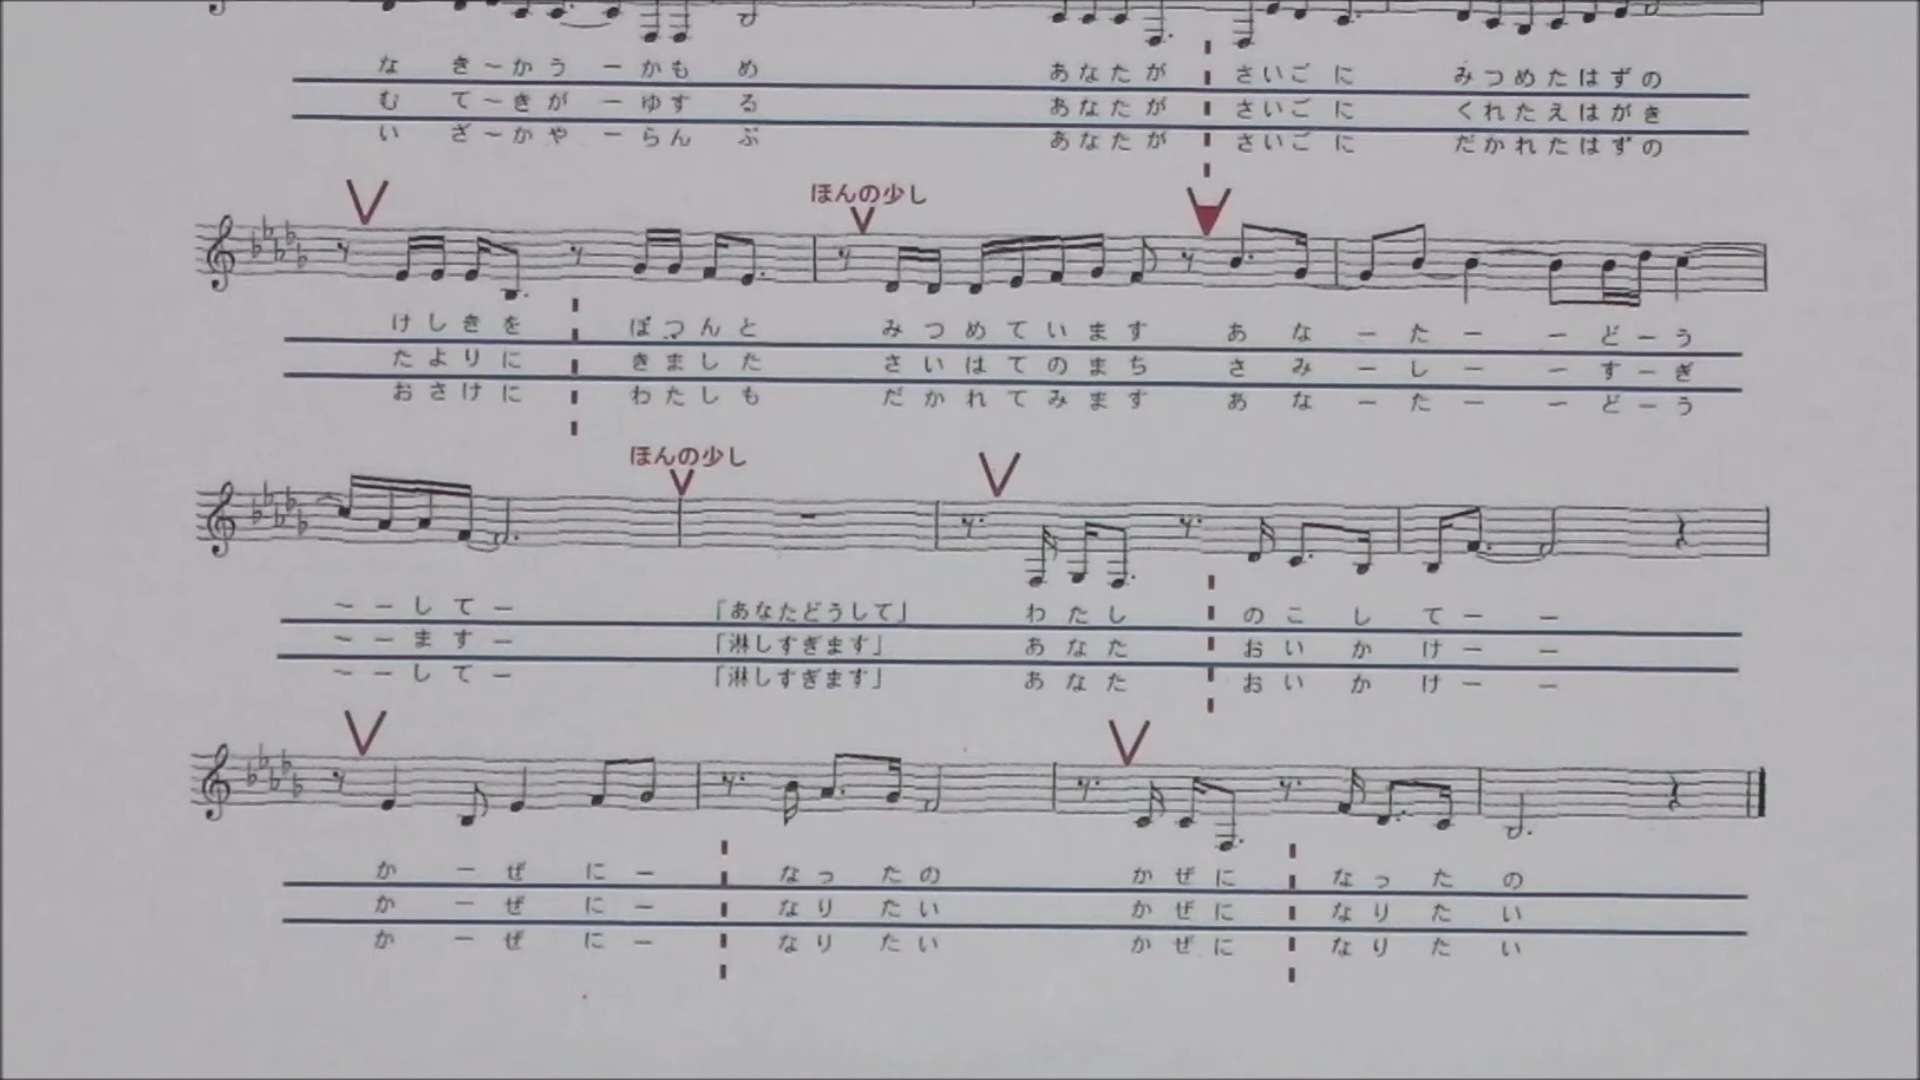 な き～か う ー か も め あ な た が さ い ご に み つ め た は ず の
む て～き が ー ゆ す る あ な た が さ い ご に く れ た え は が き
い ざ～か や ー ら ん ぷ あ な た が さ い ご に だ か れ た は ず の
ほんの少し
け し き を ぽ つ ん と み つ め て い ま す あ な ー た ー ー ど ー う
た よ り に き ま し た さ い は て の ま ち さ み ー し ー ー す ー ぎ
お さ け に わ た し も だ か れ て み ま す あ な ー た ー ー ど ー う
ほんの少し
～ ー し て ー 「あなたどうして」 わ た し の こ し て ー ー
～ ー ま す ー 「淋しすぎます」 あ な た お い か け ー ー
～ ー し て ー 「淋しすぎます」 あ な た お い か け ー ー
か ー ぜ に ー な っ た の か ぜ に な っ た の
か ー ぜ に ー な り た い か ぜ に な り た い
か ー ぜ に ー な り た い か ぜ に な り た い